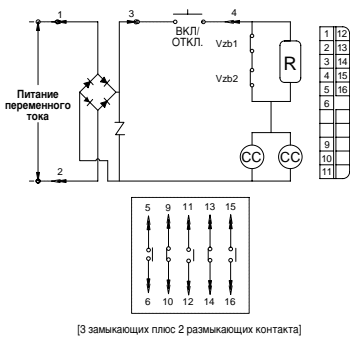 1
3
4
ВКЛ/
ОТКЛ.
Vzb1
Vzb2
R
Питание
переменного
тока
2
CC
CC
1 12
2 13
3 14
4 15
5 16
6
9
10
11
5 9 11 13 15
6 10 12 14 16
[3 замыкающих плюс 2 размыкающих контакта]